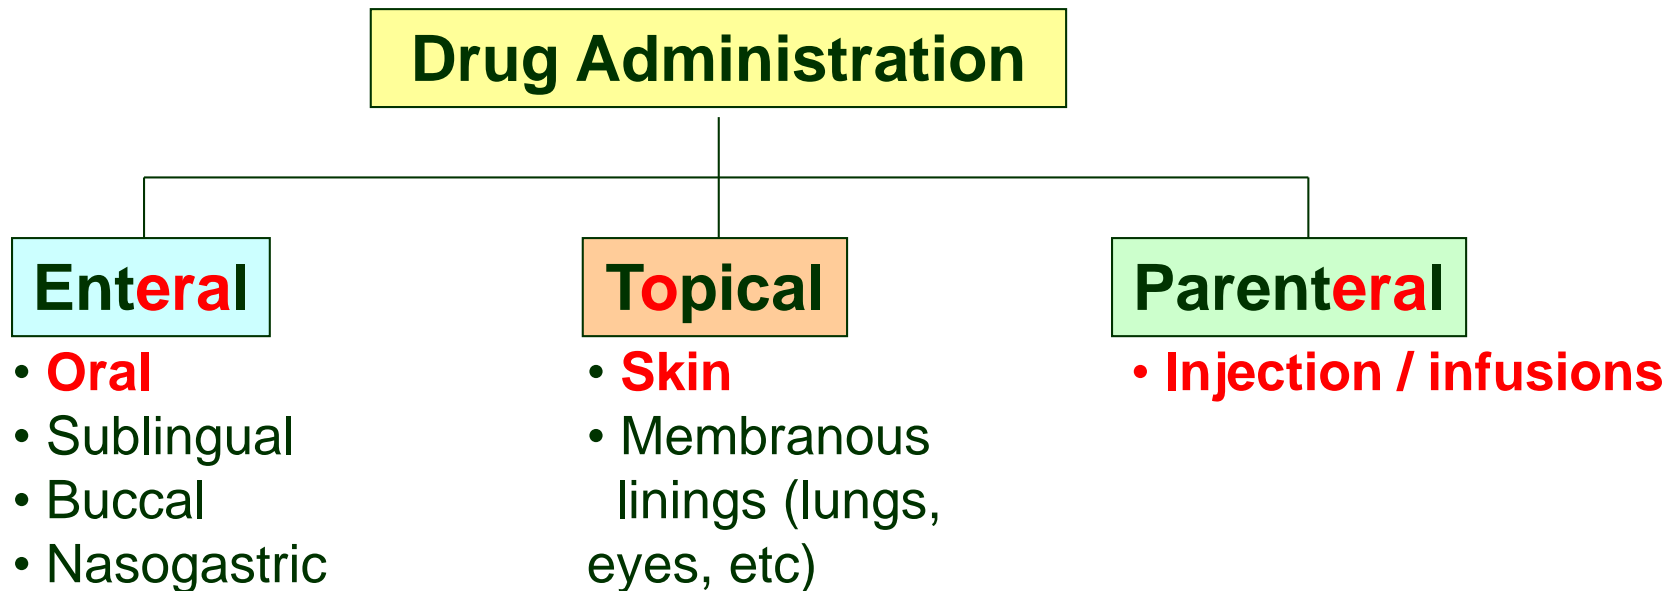 Drug Administration
Enteral
• Oral
• Sublingual
• Buccal
• Nasogastric
Topical
• Skin
• Membranous
linings (lungs,
eyes, etc)
Parenteral
• Injection / infusions